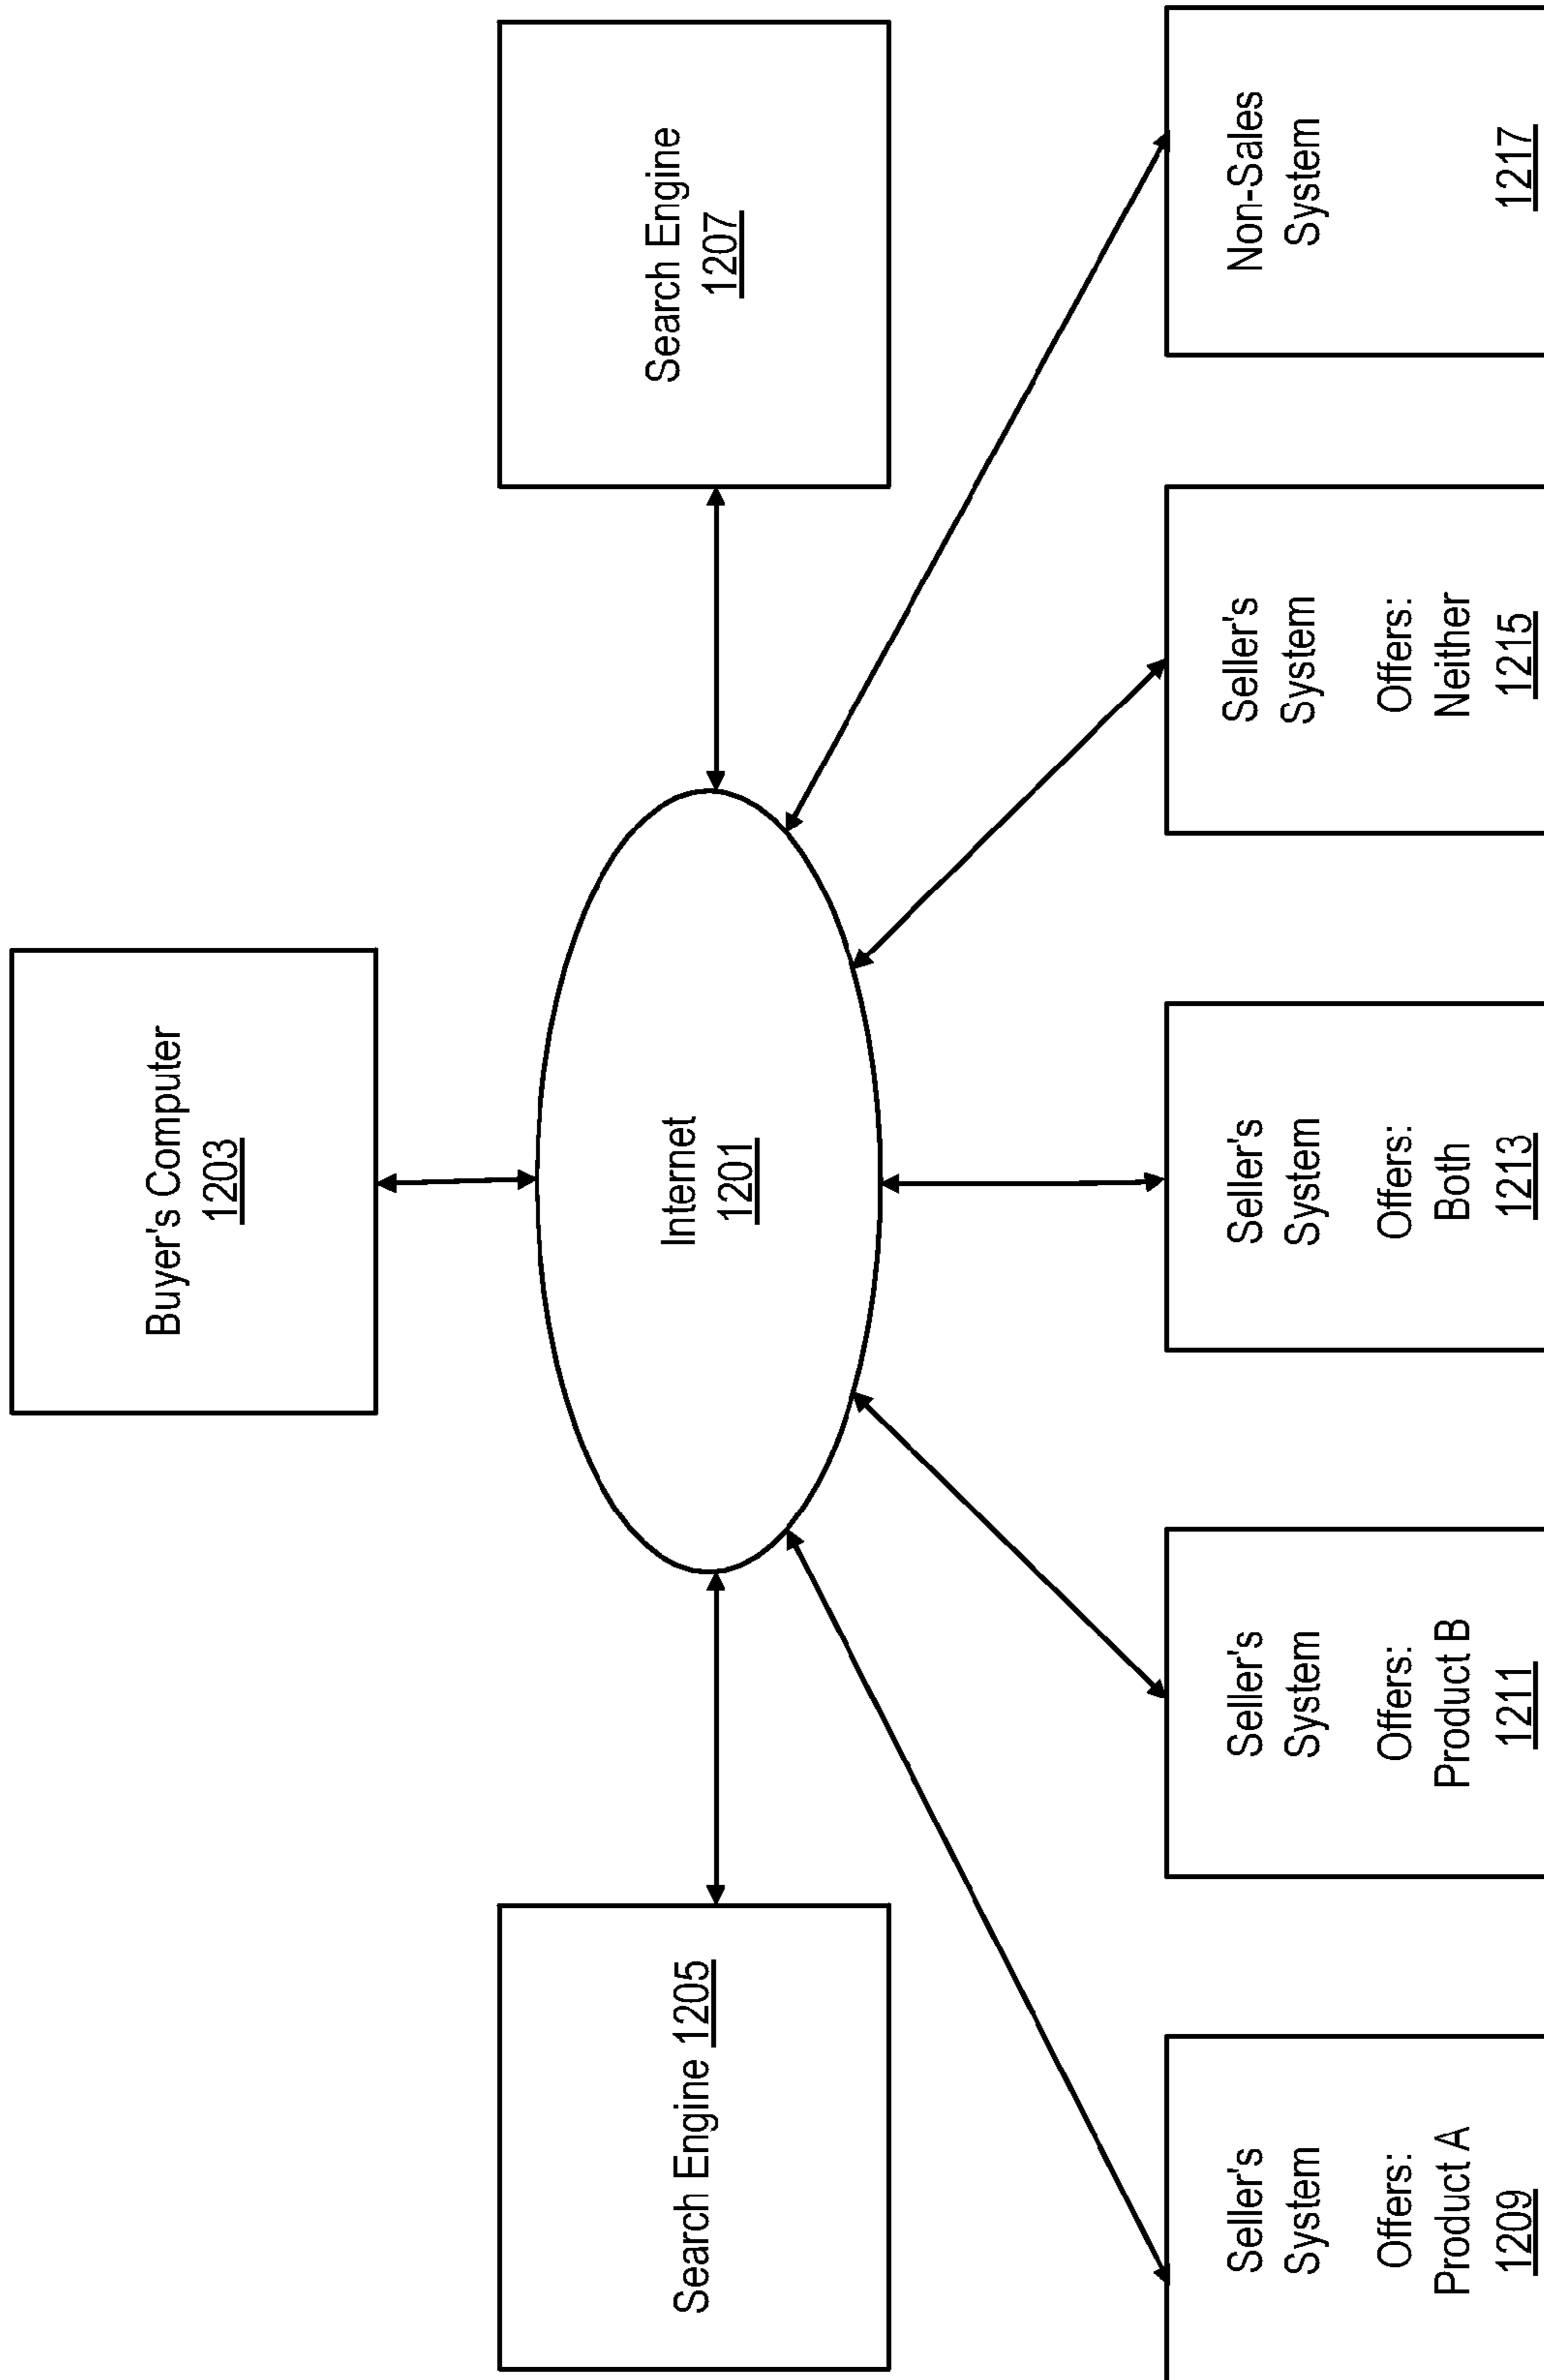 Buyer's Computer
1203
Search Engine 1205
Internet
1201
Search Engine
1207
Seller's
System
Offers:
Product A
1209
Seller's
System
Offers:
Product B
1211
Seller's
System
Offers:
Both
1213
Seller's
System
Offers:
Neither
1215
Non-Sales
System
1217